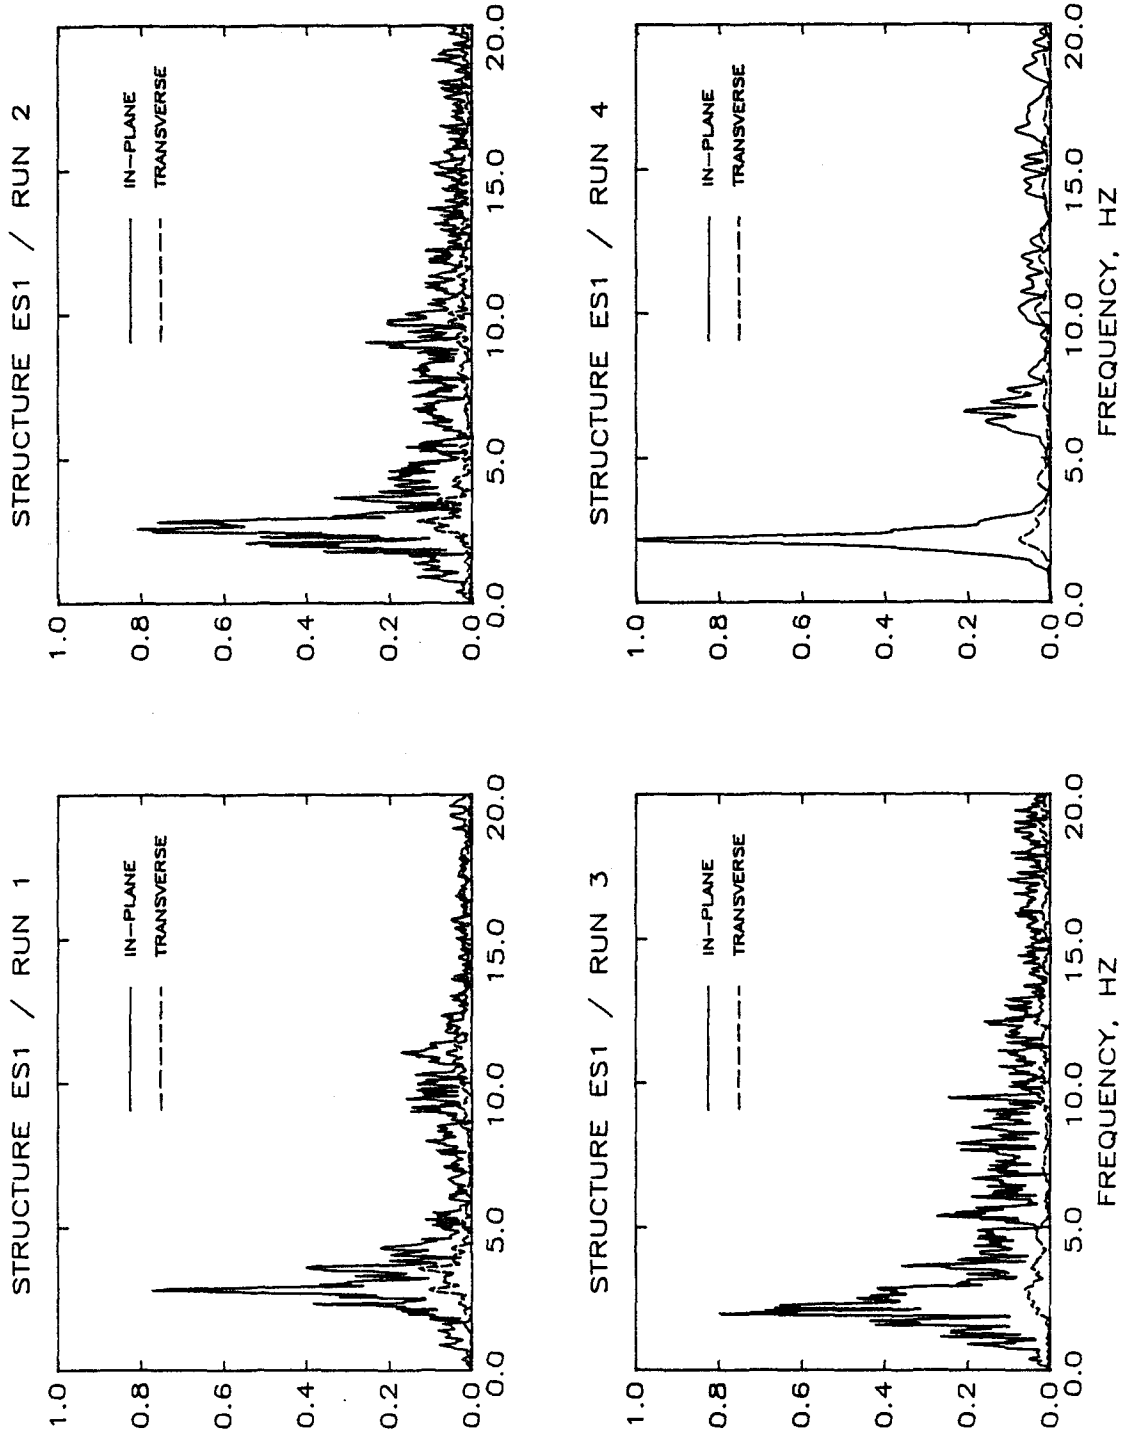 STRUCTURE ES1 / RUN 1
1.0
0.8
0.6
0.4
0.2
0.0
IN-PLANE
TRANSVERSE
0.0 5.0 10.0 15.0 20.0
STRUCTURE ES1 / RUN 2
1.0
0.8
0.6
0.4
0.2
0.0
IN-PLANE
TRANSVERSE
0.0 5.0 10.0 15.0 20.0
STRUCTURE ES1 / RUN 3
1.0
0.8
0.6
0.4
0.2
0.0
IN-PLANE
TRANSVERSE
0.0 5.0 10.0 15.0 20.0
FREQUENCY, HZ
STRUCTURE ES1 / RUN 4
1.0
0.8
0.6
0.4
0.2
0.0
IN-PLANE
TRANSVERSE
0.0 5.0 10.0 15.0 20.0
FREQUENCY, HZ